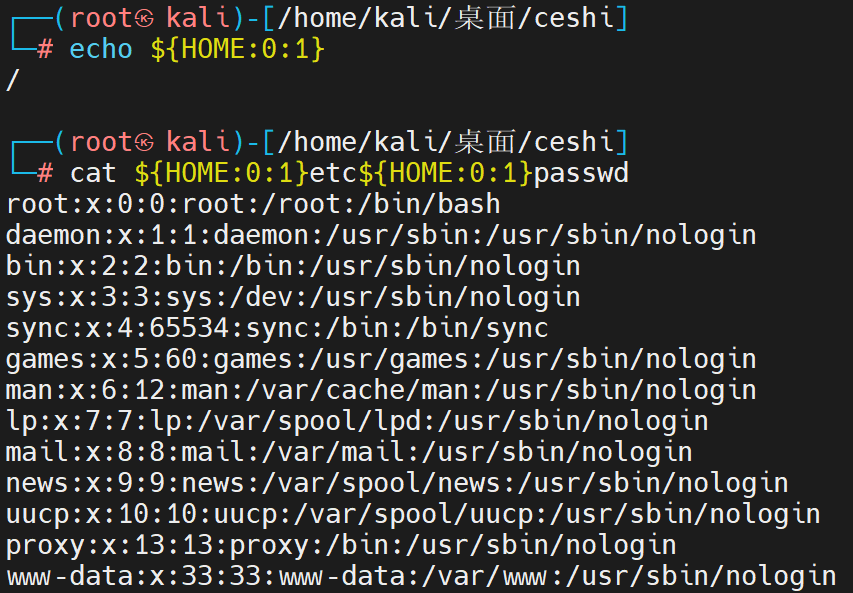 ┌──(root㉿kali)-[/home/kali/桌面/ceshi]
└─# echo ${HOME:0:1}
/
┌──(root㉿kali)-[/home/kali/桌面/ceshi]
└─# cat ${HOME:0:1}etc${HOME:0:1}passwd
root:x:0:0:root:/root:/bin/bash
daemon:x:1:1:daemon:/usr/sbin:/usr/sbin/nologin
bin:x:2:2:bin:/bin:/usr/sbin/nologin
sys:x:3:3:sys:/dev:/usr/sbin/nologin
sync:x:4:65534:sync:/bin:/bin/sync
games:x:5:60:games:/usr/games:/usr/sbin/nologin
man:x:6:12:man:/var/cache/man:/usr/sbin/nologin
lp:x:7:7:lp:/var/spool/lpd:/usr/sbin/nologin
mail:x:8:8:mail:/var/mail:/usr/sbin/nologin
news:x:9:9:news:/var/spool/news:/usr/sbin/nologin
uucp:x:10:10:uucp:/var/spool/uucp:/usr/sbin/nologin
proxy:x:13:13:proxy:/bin:/usr/sbin/nologin
www-data:x:33:33:www-data:/var/www:/usr/sbin/nologin